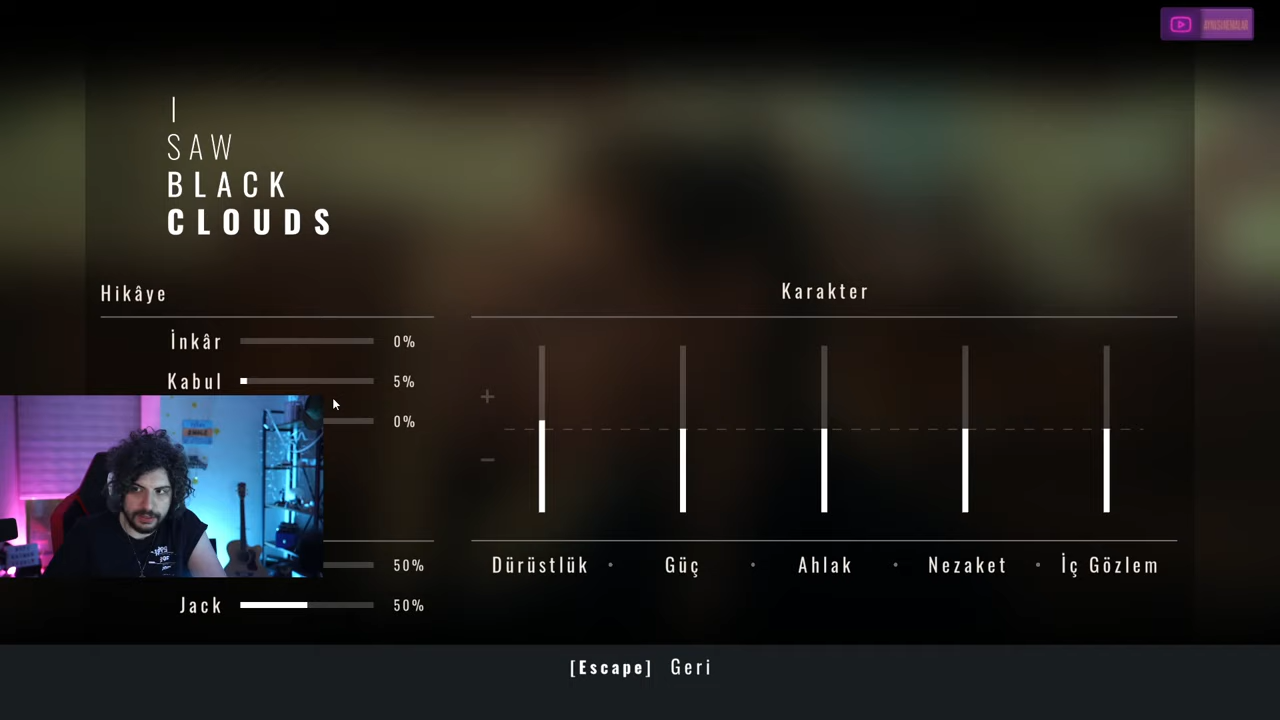 I
SAW
BLACK
CLOUDS
Hikâye
İnkâr 0%
Kabul 5%
0%
50%
Jack 50%
Karakter
+
−
Dürüstlük • Güç • Ahlak • Nezaket • İç Gözlem
[Escape] Geri